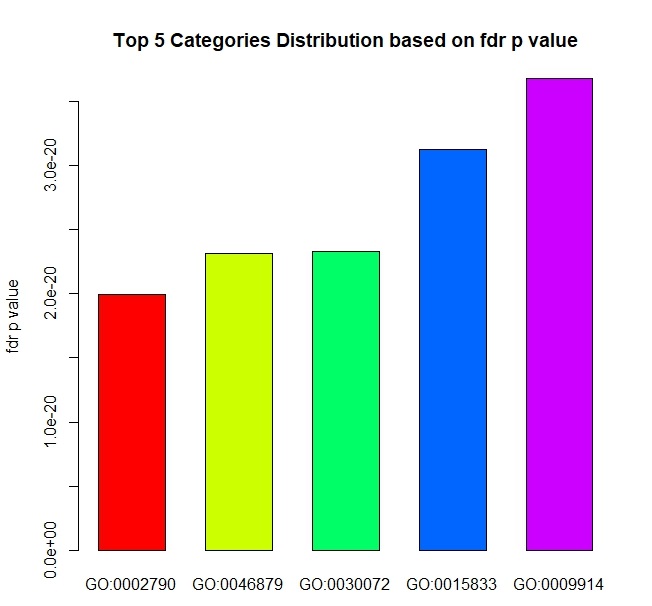 Top 5 Categories Distribution based on fdr p value
3.0e-20
2.0e-20
1.0e-20
0.0e+00
fdr p value
GO:0002790 GO:0046879 GO:0030072 GO:0015833 GO:0009914